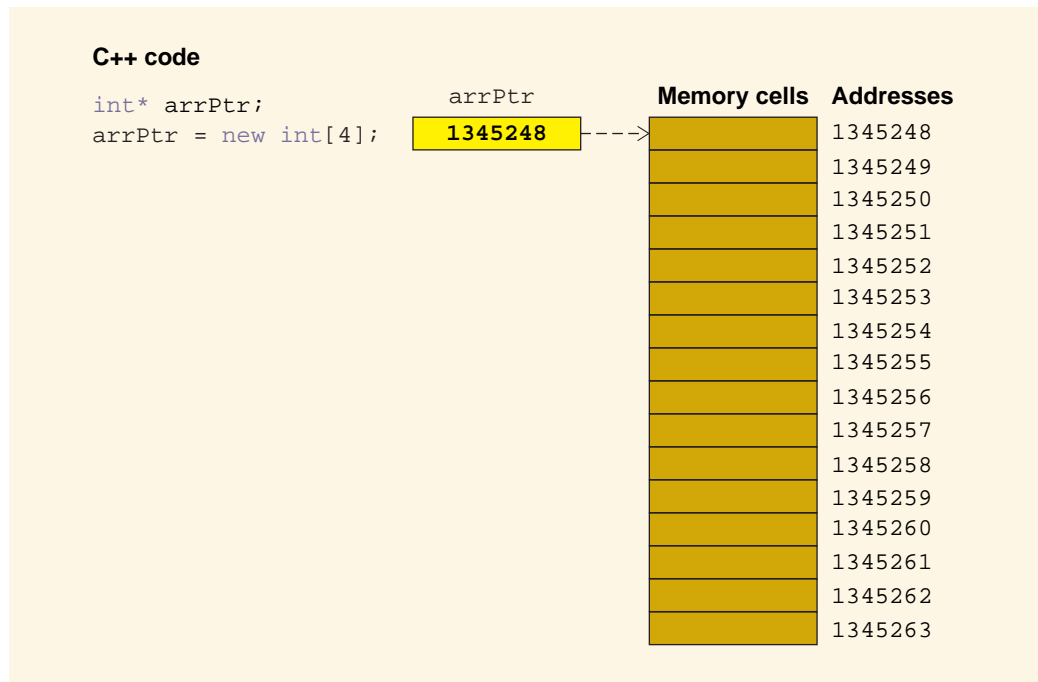 C++ code
int* arrPtr;
arrPtr = new int[4];
arrPtr
1345248
Memory cells
Addresses
1345248
1345249
1345250
1345251
1345252
1345253
1345254
1345255
1345256
1345257
1345258
1345259
1345260
1345261
1345262
1345263